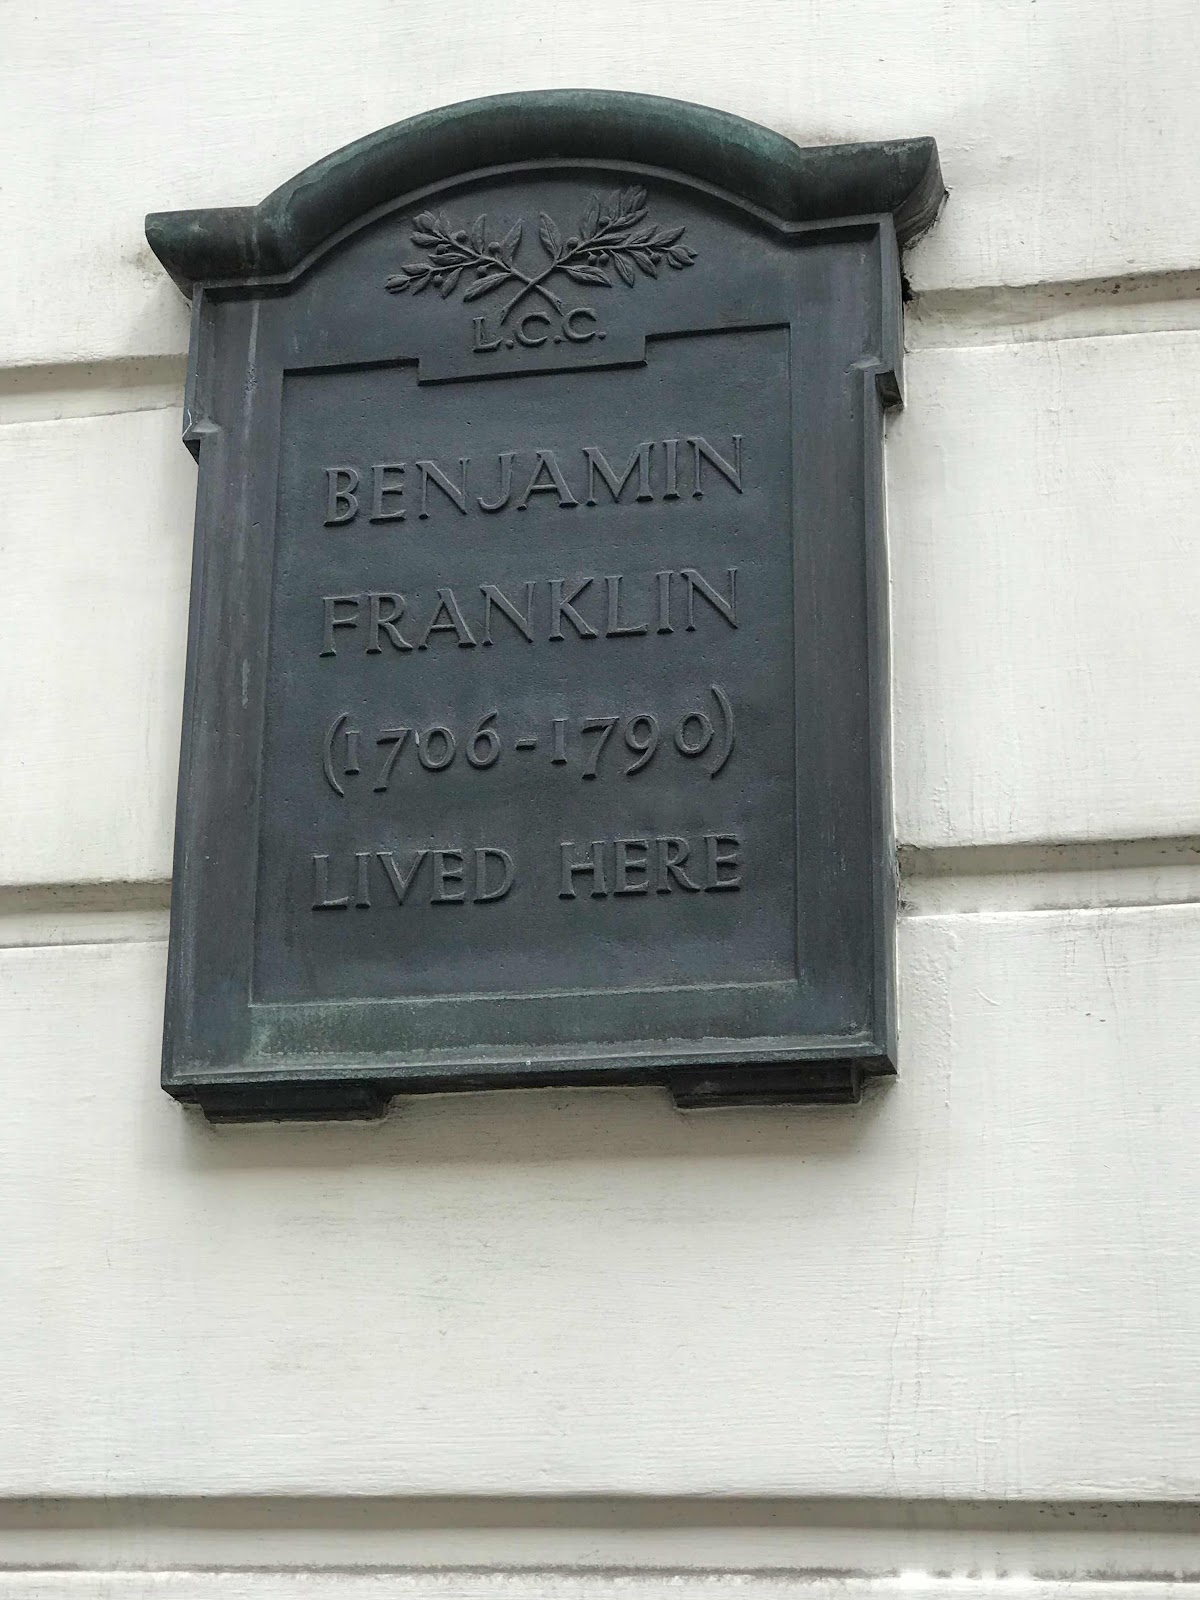 L.C.C.
BENJAMIN
FRANKLIN
(1706-1790)
LIVED HERE